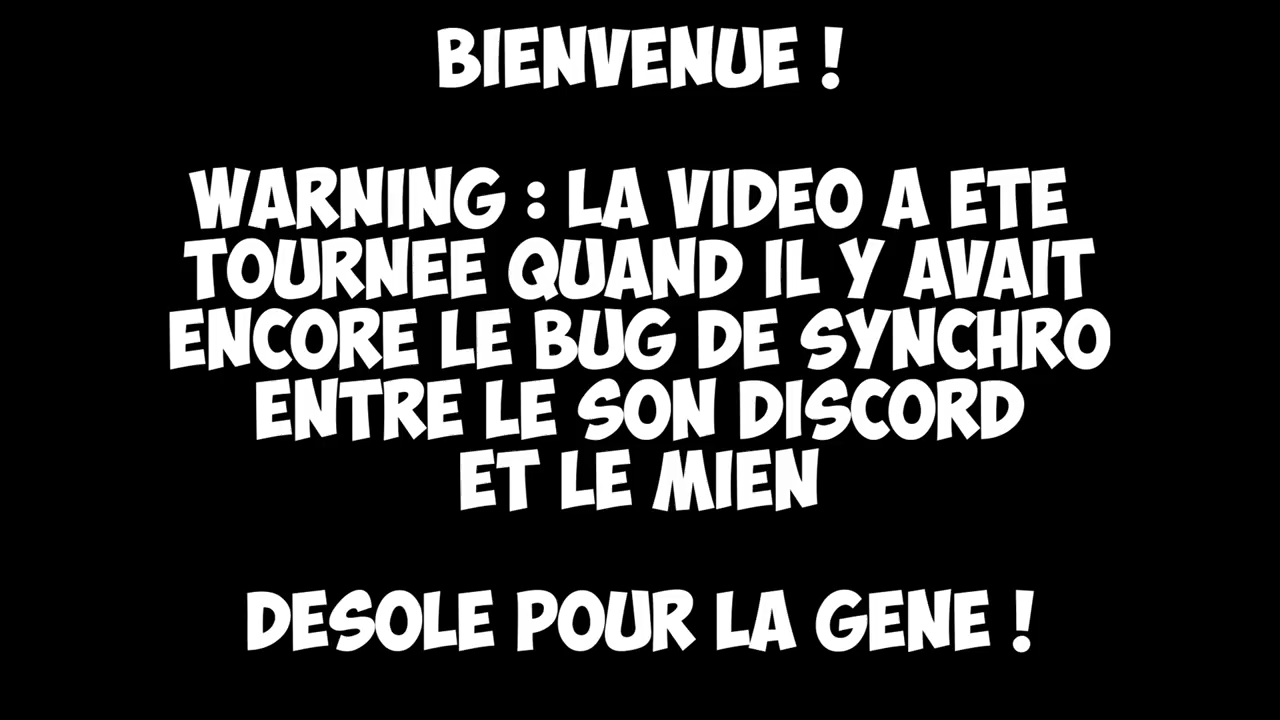 BIENVENUE !
WARNING : LA VIDEO A ETE
TOURNEE QUAND IL Y AVAIT
ENCORE LE BUG DE SYNCHRO
ENTRE LE SON DISCORD
ET LE MIEN
DESOLE POUR LA GENE !